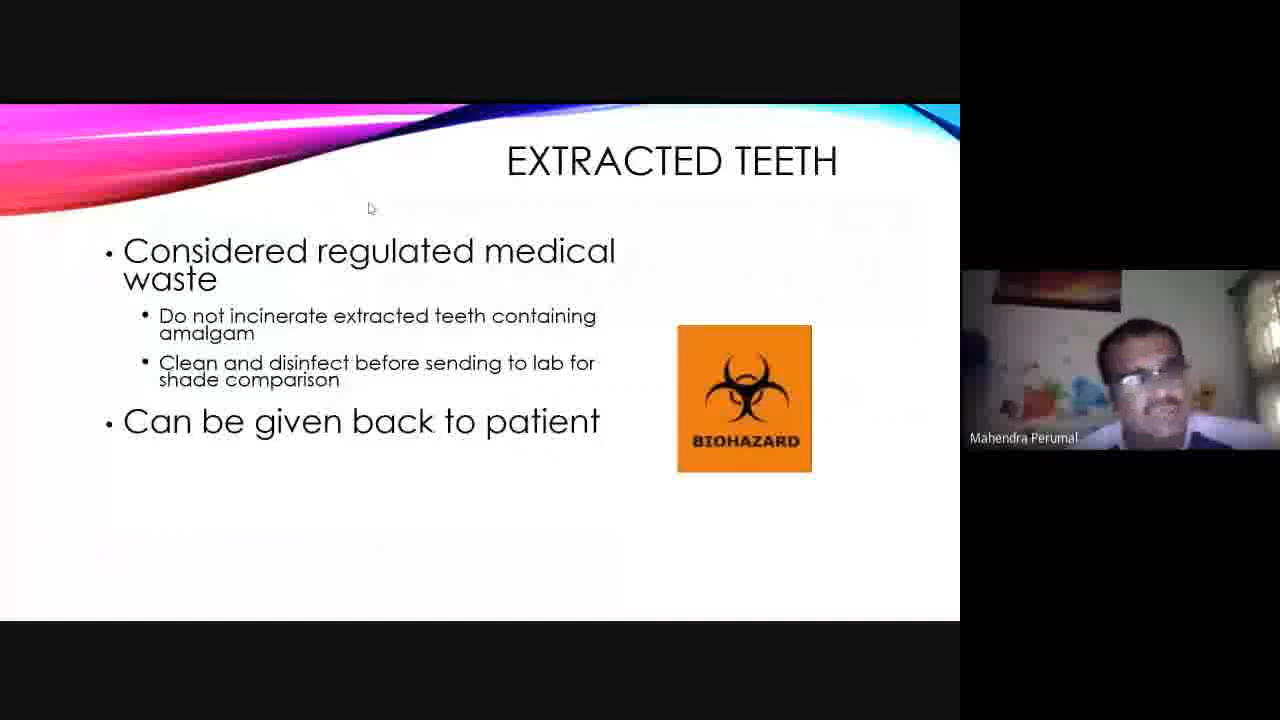 EXTRACTED TEETH
• Considered regulated medical
waste
• Do not incinerate extracted teeth containing
amalgam
• Clean and disinfect before sending to lab for
shade comparison
• Can be given back to patient
BIOHAZARD
Mahendra Perumal